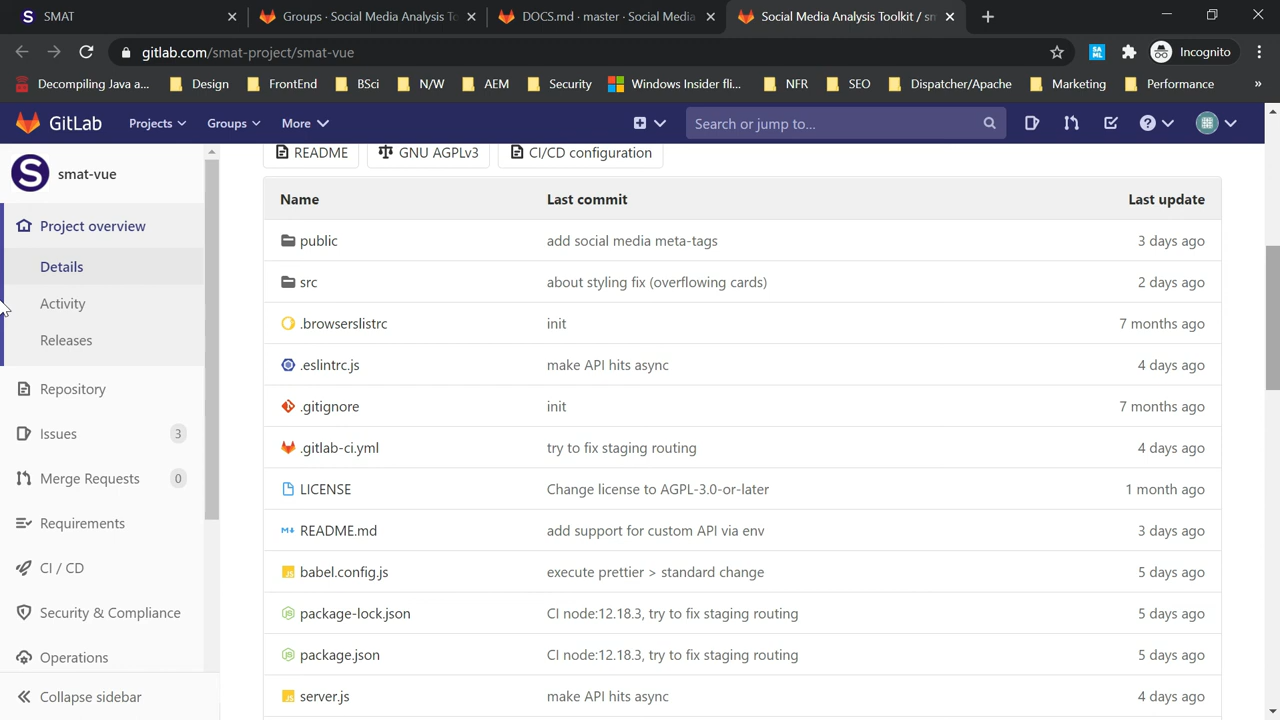 SMAT
Groups · Social Media Analysis To
DOCS.md · master · Social Media
Social Media Analysis Toolkit / sm
gitlab.com/smat-project/smat-vue
SAML
Incognito
Decompiling Java a...
Design
FrontEnd
BSci
N/W
AEM
Security
Windows Insider fli...
NFR
SEO
Dispatcher/Apache
Marketing
Performance
»
GitLab
Projects
Groups
More
Search or jump to...
S
smat-vue
Project overview
Details
Activity
Releases
Repository
Issues 3
Merge Requests 0
Requirements
CI / CD
Security & Compliance
Operations
Collapse sidebar
README
GNU AGPLv3
CI/CD configuration
Name Last commit Last update
public add social media meta-tags 3 days ago
src about styling fix (overflowing cards) 2 days ago
.browserslistrc init 7 months ago
.eslintrc.js make API hits async 4 days ago
.gitignore init 7 months ago
.gitlab-ci.yml try to fix staging routing 4 days ago
LICENSE Change license to AGPL-3.0-or-later 1 month ago
README.md add support for custom API via env 3 days ago
babel.config.js execute prettier > standard change 5 days ago
package-lock.json CI node:12.18.3, try to fix staging routing 5 days ago
package.json CI node:12.18.3, try to fix staging routing 5 days ago
server.js make API hits async 4 days ago